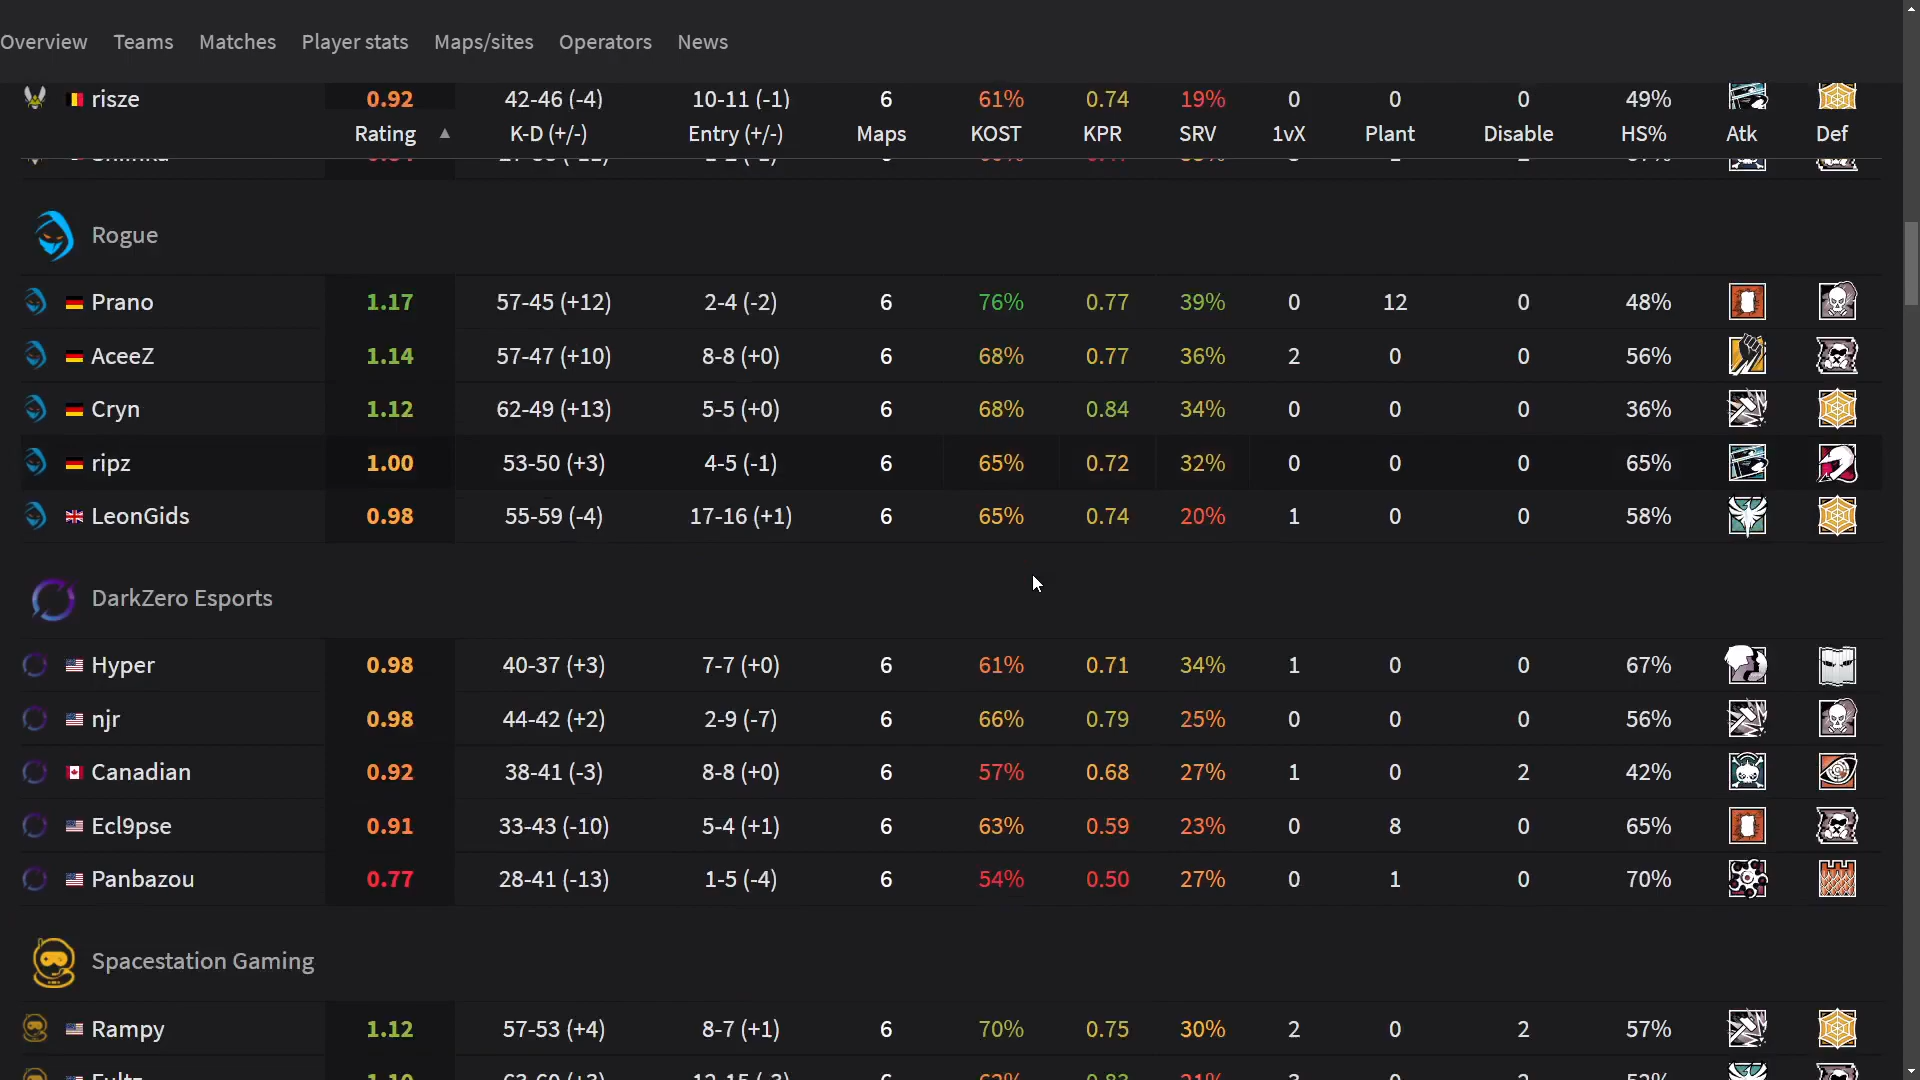 Overview Teams Matches Player stats Maps/sites Operators News
risze 0.92 42-46 (-4) 10-11 (-1) 6 61% 0.74 19% 0 0 0 49%
Rating ▲ K-D (+/-) Entry (+/-) Maps KOST KPR SRV 1vX Plant Disable HS% Atk Def
Rogue
Prano 1.17 57-45 (+12) 2-4 (-2) 6 76% 0.77 39% 0 12 0 48%
AceeZ 1.14 57-47 (+10) 8-8 (+0) 6 68% 0.77 36% 2 0 0 56%
Cryn 1.12 62-49 (+13) 5-5 (+0) 6 68% 0.84 34% 0 0 0 36%
ripz 1.00 53-50 (+3) 4-5 (-1) 6 65% 0.72 32% 0 0 0 65%
LeonGids 0.98 55-59 (-4) 17-16 (+1) 6 65% 0.74 20% 1 0 0 58%
DarkZero Esports
Hyper 0.98 40-37 (+3) 7-7 (+0) 6 61% 0.71 34% 1 0 0 67%
njr 0.98 44-42 (+2) 2-9 (-7) 6 66% 0.79 25% 0 0 0 56%
Canadian 0.92 38-41 (-3) 8-8 (+0) 6 57% 0.68 27% 1 0 2 42%
Ecl9pse 0.91 33-43 (-10) 5-4 (+1) 6 63% 0.59 23% 0 8 0 65%
Panbazou 0.77 28-41 (-13) 1-5 (-4) 6 54% 0.50 27% 0 1 0 70%
Spacestation Gaming
Rampy 1.12 57-53 (+4) 8-7 (+1) 6 70% 0.75 30% 2 0 2 57%